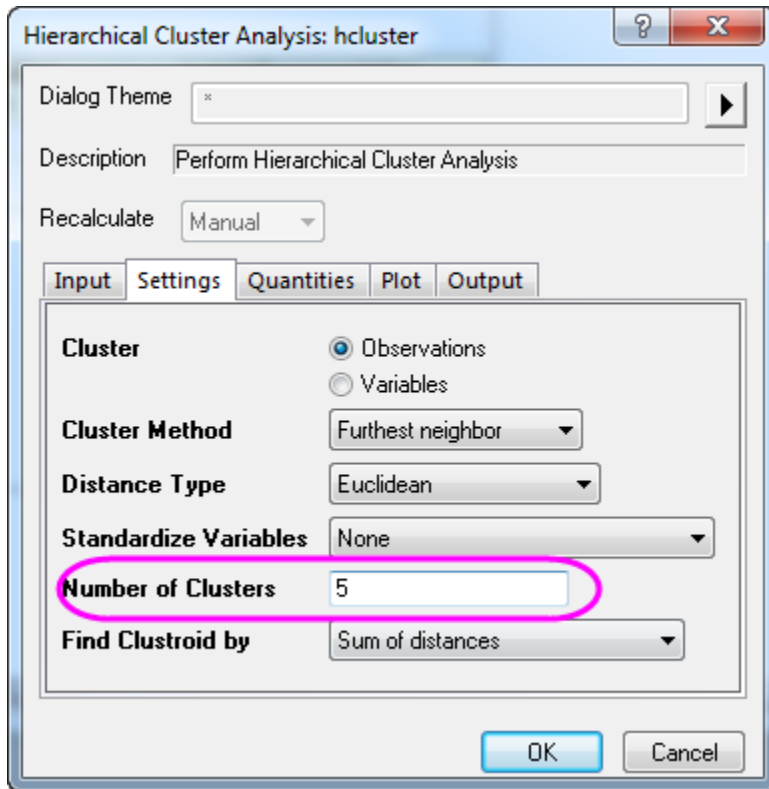 Hierarchical Cluster Analysis: hcluster
?
Dialog Theme *
Description Perform Hierarchical Cluster Analysis
Recalculate Manual
Input Settings Quantities Plot Output
Cluster Observations
Variables
Cluster Method Furthest neighbor
Distance Type Euclidean
Standardize Variables None
Number of Clusters 5
Find Clustroid by Sum of distances
OK Cancel